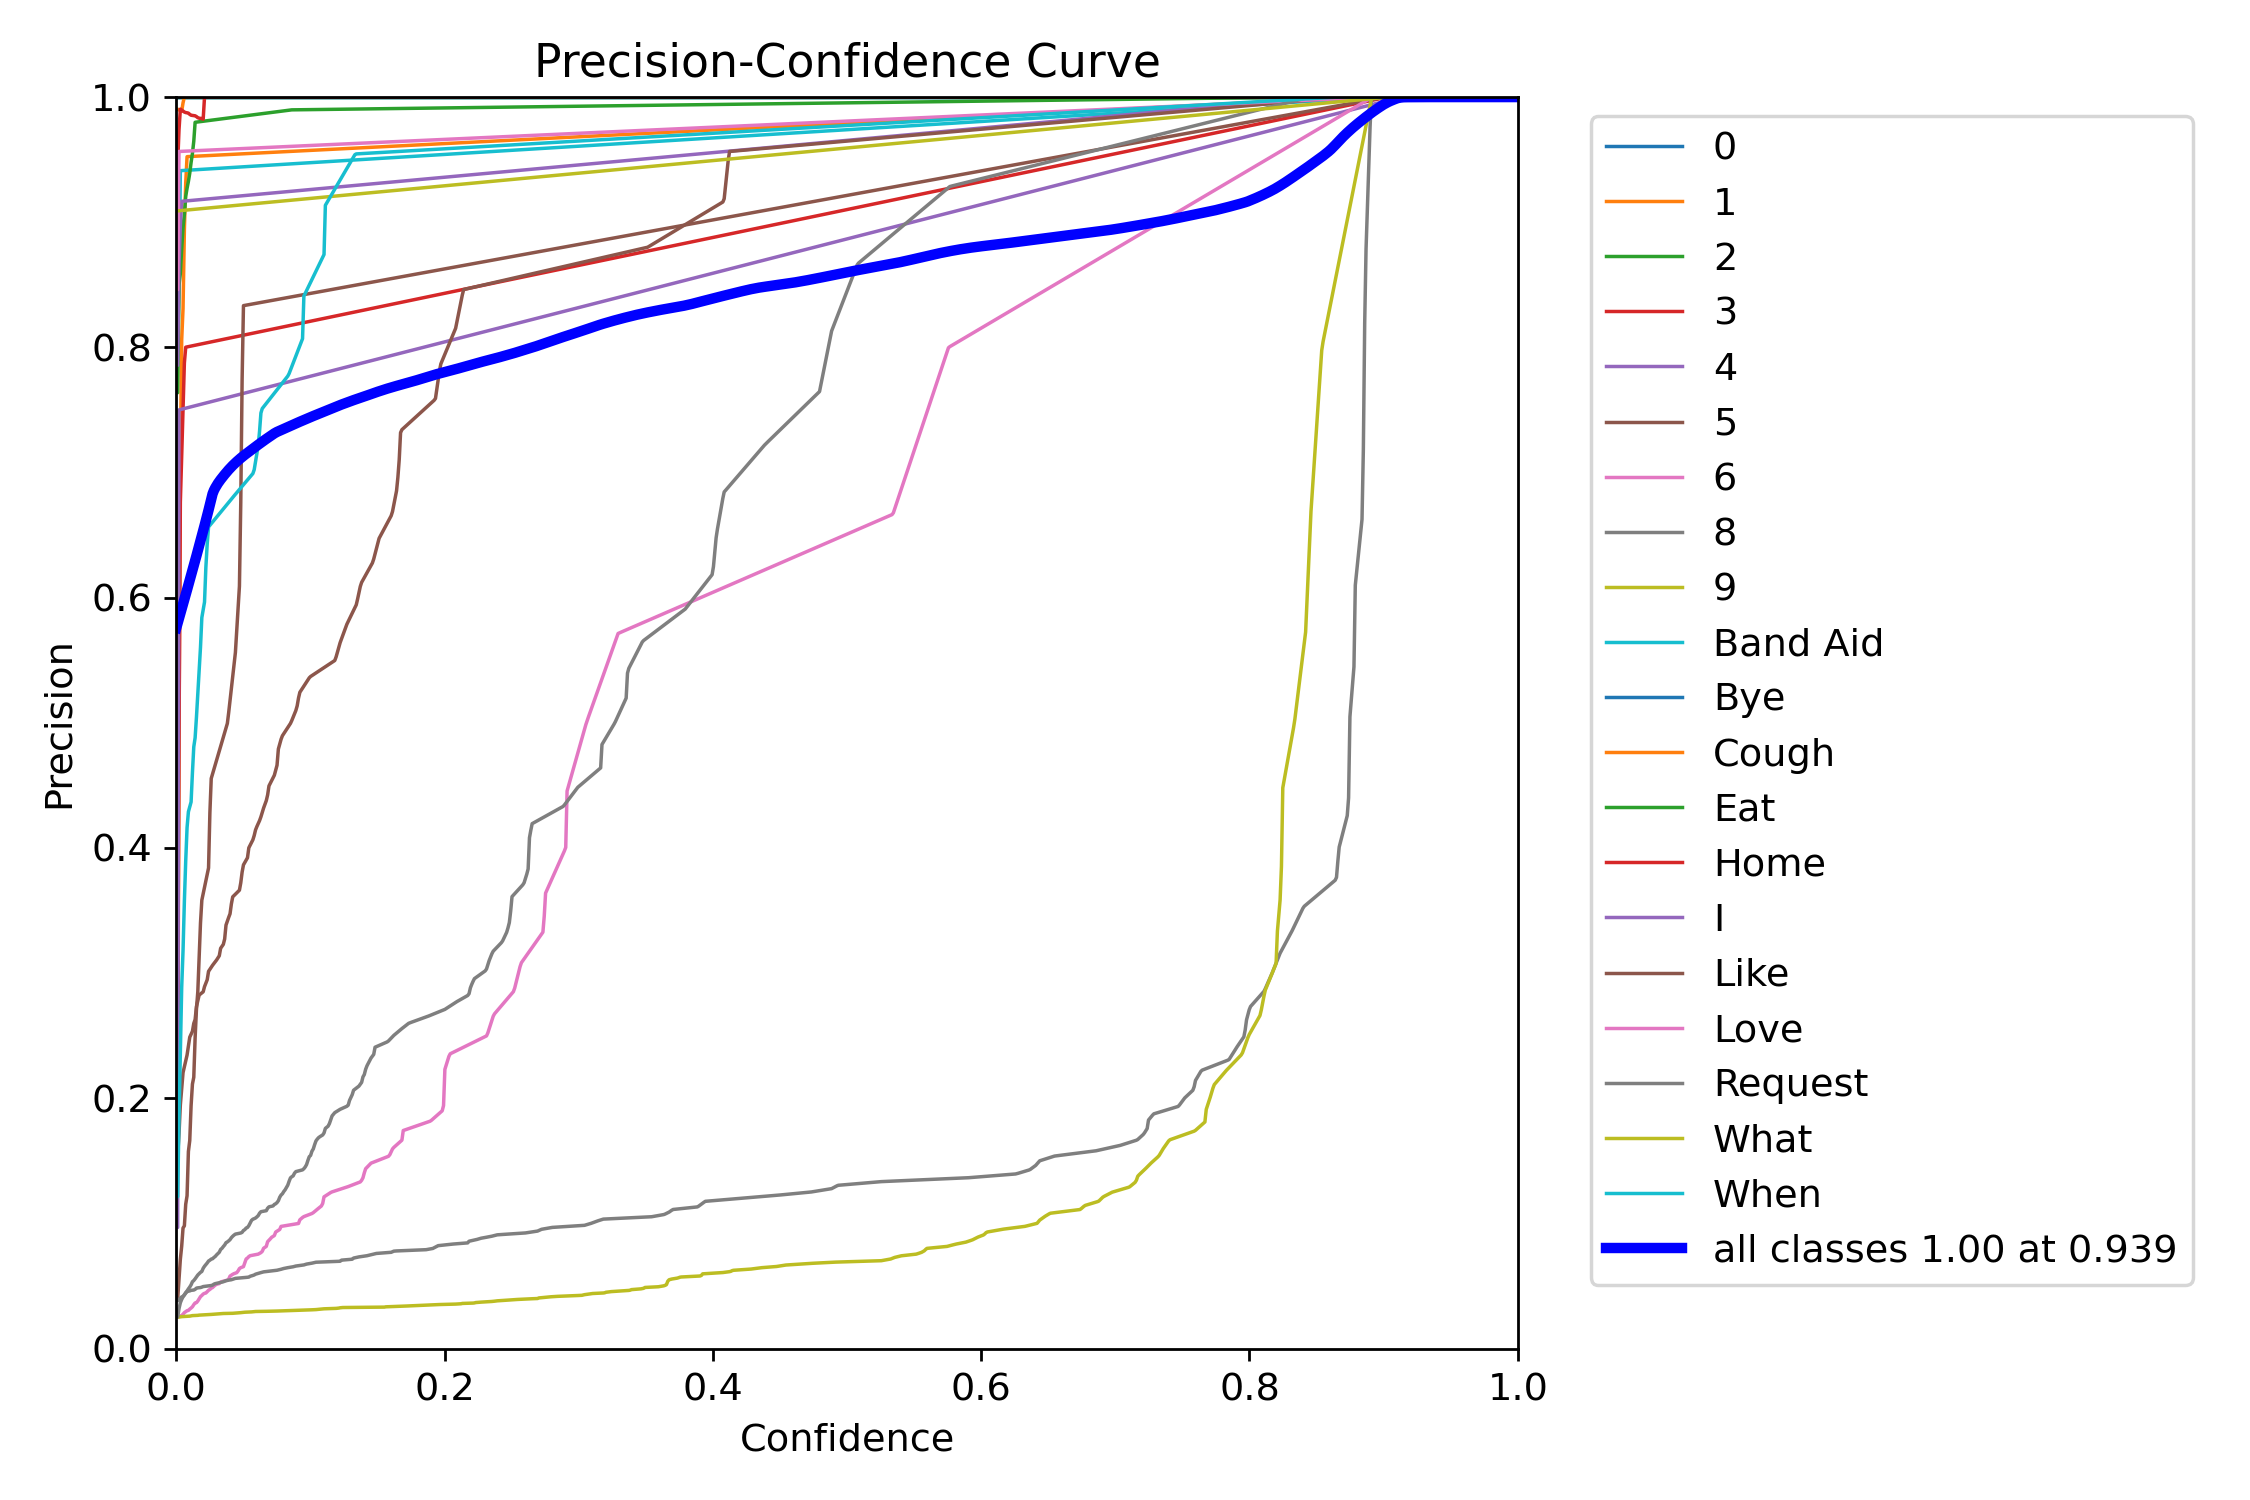 Precision-Confidence Curve
1.0
0.8
0.6
0.4
0.2
0.0
Precision
0.0 0.2 0.4 0.6 0.8 1.0
Confidence
0
1
2
3
4
5
6
8
9
Band Aid
Bye
Cough
Eat
Home
I
Like
Love
Request
What
When
all classes 1.00 at 0.939